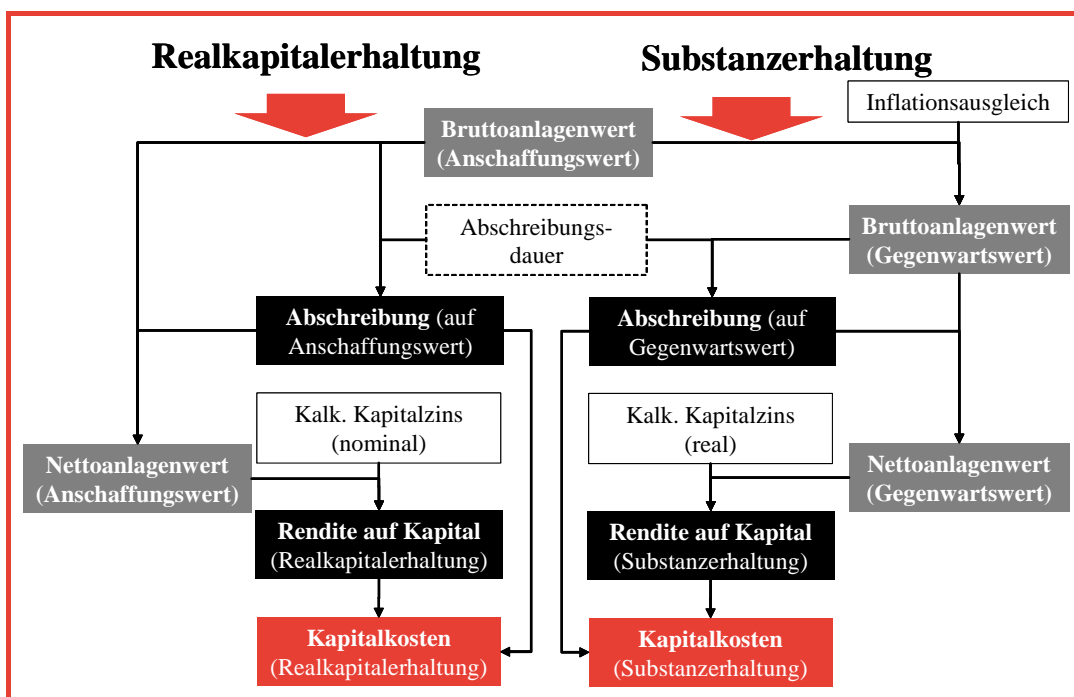 Realkapitalerhaltung
Substanzerhaltung
Inflationsausgleich
Bruttoanlagenwert
(Anschaffungswert)
Abschreibungs-
dauer
Bruttoanlagenwert
(Gegenwartswert)
Abschreibung (auf
Anschaffungswert)
Abschreibung (auf
Gegenwartswert)
Kalk. Kapitalzins
(nominal)
Kalk. Kapitalzins
(real)
Nettoanlagenwert
(Anschaffungswert)
Nettoanlagenwert
(Gegenwartswert)
Rendite auf Kapital
(Realkapitalerhaltung)
Rendite auf Kapital
(Substanzerhaltung)
Kapitalkosten
(Realkapitalerhaltung)
Kapitalkosten
(Substanzerhaltung)